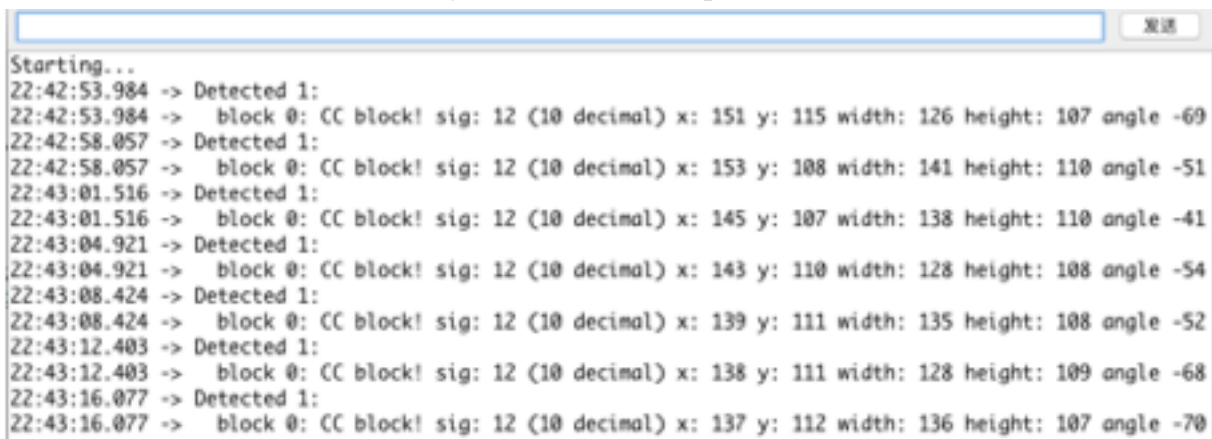 发送
Starting...
22:42:53.984 -> Detected 1:
22:42:53.984 -> block 0: CC block! sig: 12 (10 decimal) x: 151 y: 115 width: 126 height: 107 angle -69
22:42:58.057 -> Detected 1:
22:42:58.057 -> block 0: CC block! sig: 12 (10 decimal) x: 153 y: 108 width: 141 height: 110 angle -51
22:43:01.516 -> Detected 1:
22:43:01.516 -> block 0: CC block! sig: 12 (10 decimal) x: 145 y: 107 width: 138 height: 110 angle -41
22:43:04.921 -> Detected 1:
22:43:04.921 -> block 0: CC block! sig: 12 (10 decimal) x: 143 y: 110 width: 128 height: 108 angle -54
22:43:08.424 -> Detected 1:
22:43:08.424 -> block 0: CC block! sig: 12 (10 decimal) x: 139 y: 111 width: 135 height: 108 angle -52
22:43:12.403 -> Detected 1:
22:43:12.403 -> block 0: CC block! sig: 12 (10 decimal) x: 138 y: 111 width: 128 height: 109 angle -68
22:43:16.077 -> Detected 1:
22:43:16.077 -> block 0: CC block! sig: 12 (10 decimal) x: 137 y: 112 width: 136 height: 107 angle -70